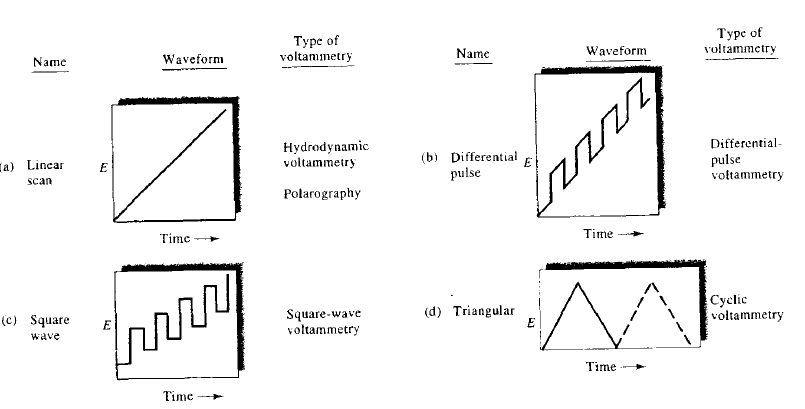 Name
Waveform
Type of
voltammetry
(a) Linear
scan
E
Time →
Hydrodynamic
voltammetry
Polarography
Name
Waveform
Type of
voltammetry
(b) Differential
pulse
E
Time →
Differential-
pulse
voltammetry
(c) Square
wave
E
Time →
Square-wave
voltammetry
(d) Triangular
E
Time →
Cyclic
voltammetry